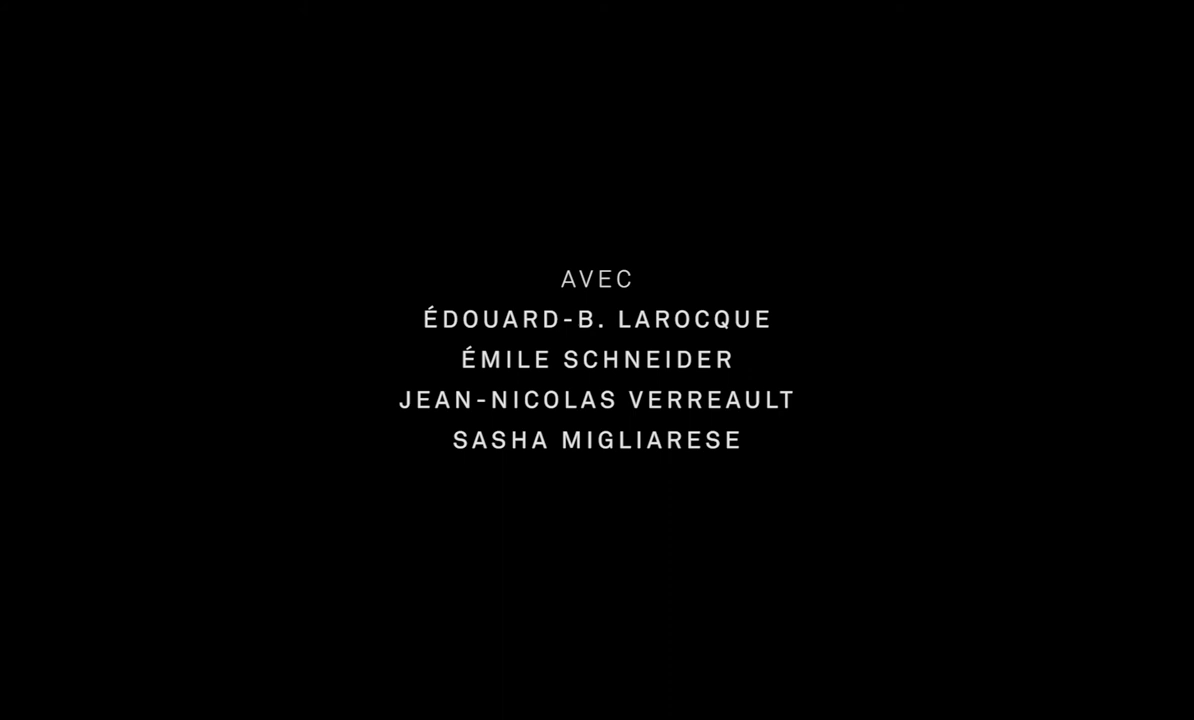 AVEC
ÉDOUARD-B. LAROCQUE
ÉMILE SCHNEIDER
JEAN-NICOLAS VERREAULT
SASHA MIGLIARESE